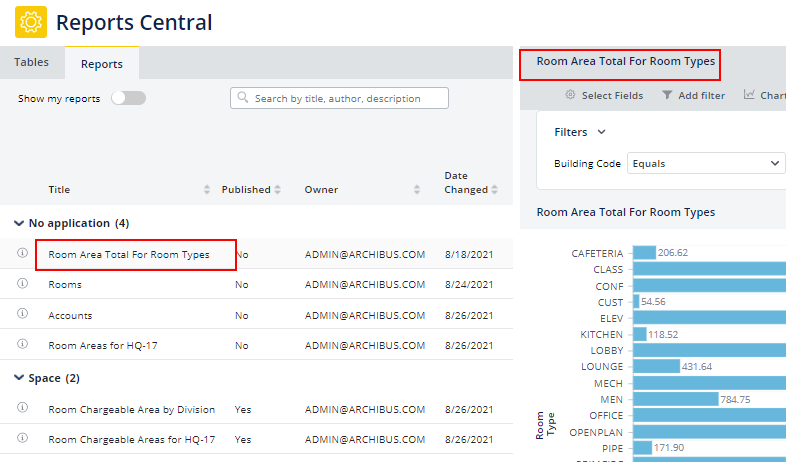 Reports Central
Tables
Reports
Show my reports
Search by title, author, description
Title
Published
Owner
Date
Changed
No application (4)
Room Area Total For Room Types
No
ADMIN@ARCHIBUS.COM
8/18/2021
Rooms
No
ADMIN@ARCHIBUS.COM
8/24/2021
Accounts
No
ADMIN@ARCHIBUS.COM
8/26/2021
Room Areas for HQ-17
No
ADMIN@ARCHIBUS.COM
8/26/2021
Space (2)
Room Chargeable Area by Division
Yes
ADMIN@ARCHIBUS.COM
8/26/2021
Room Chargeable Areas for HQ-17
Yes
ADMIN@ARCHIBUS.COM
8/26/2021
Room Area Total For Room Types
Select Fields
Add filter
Chart
Filters
Building Code
Equals
Room Area Total For Room Types
Room
Type
CAFETERIA
206.62
CLASS
CONF
CUST
54.56
ELEV
KITCHEN
118.52
LOBBY
LOUNGE
431.64
MECH
MEN
784.75
OFFICE
OPENPLAN
PIPE
171.90